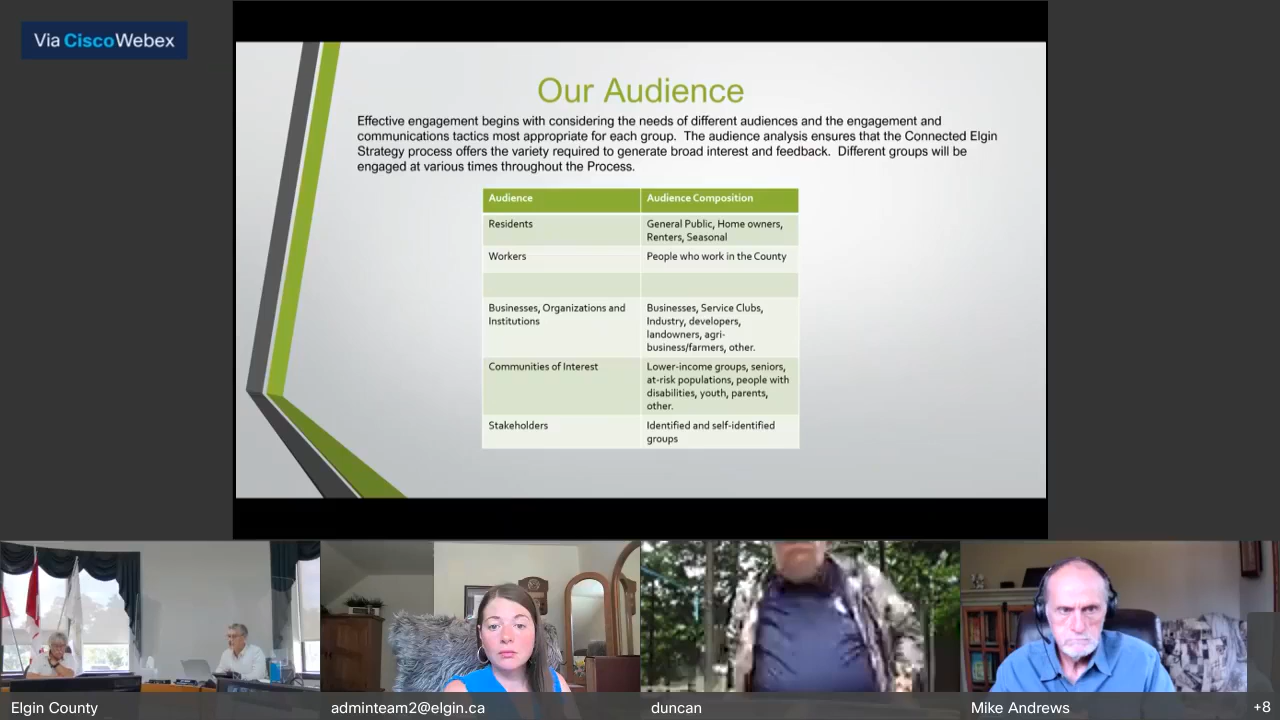 Via CiscoWebex
Our Audience
Effective engagement begins with considering the needs of different audiences and the engagement and
communications tactics most appropriate for each group. The audience analysis ensures that the Connected Elgin
Strategy process offers the variety required to generate broad interest and feedback. Different groups will be
engaged at various times throughout the Process.
Audience
Audience Composition
Residents
General Public, Home owners,
Renters, Seasonal
Workers
People who work in the County
Businesses, Organizations and
Institutions
Businesses, Service Clubs,
Industry, developers,
landowners, agri-
business/farmers, other.
Communities of Interest
Lower-income groups, seniors,
at-risk populations, people with
disabilities, youth, parents,
other.
Stakeholders
Identified and self-identified
groups
Elgin County
adminteam2@elgin.ca
duncan
Mike Andrews
+8